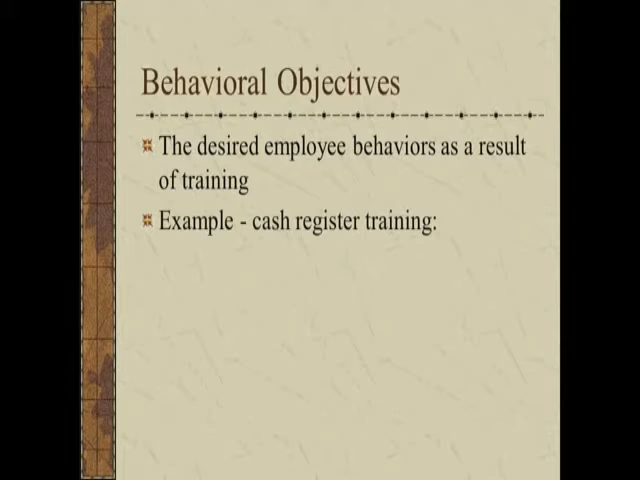 Behavioral Objectives
The desired employee behaviors as a result
of training
Example - cash register training: